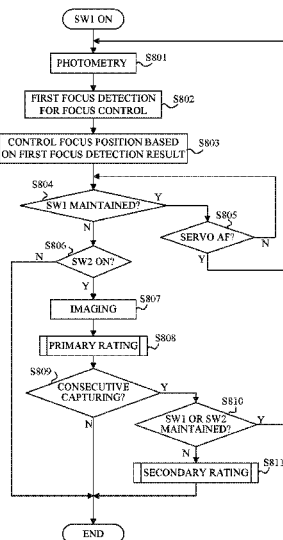 SW1 ON
PHOTOMETRY
S801
FIRST FOCUS DETECTION
FOR FOCUS CONTROL
S802
CONTROL FOCUS POSITION BASED
ON FIRST FOCUS DETECTION RESULT
S803
S804
SW1 MAINTAINED?
Y
N
S805
SERVO AF?
N
Y
S806
N
SW2 ON?
Y
IMAGING
S807
PRIMARY RATING
S808
S809
CONSECUTIVE
CAPTURING?
Y
N
S810
SW1 OR SW2
MAINTAINED?
Y
N
SECONDARY RATING
S811
END